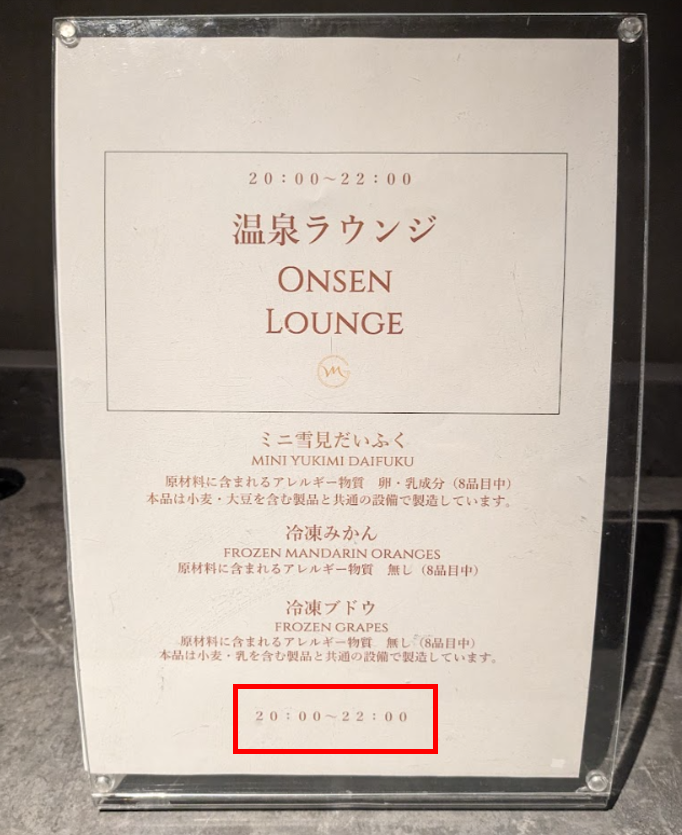 20:00~22:00
温泉ラウンジ
ONSEN
LOUNGE
ミニ雪見だいふく
MINI YUKIMI DAIFUKU
原材料に含まれるアレルギー物質　卵・乳成分（8品目中）
本品は小麦・大豆を含む製品と共通の設備で製造しています。
冷凍みかん
FROZEN MANDARIN ORANGES
原材料に含まれるアレルギー物質　無し（8品目中）
冷凍ブドウ
FROZEN GRAPES
原材料に含まれるアレルギー物質　無し（8品目中）
本品は小麦・乳を含む製品と共通の設備で製造しています。
20:00~22:00